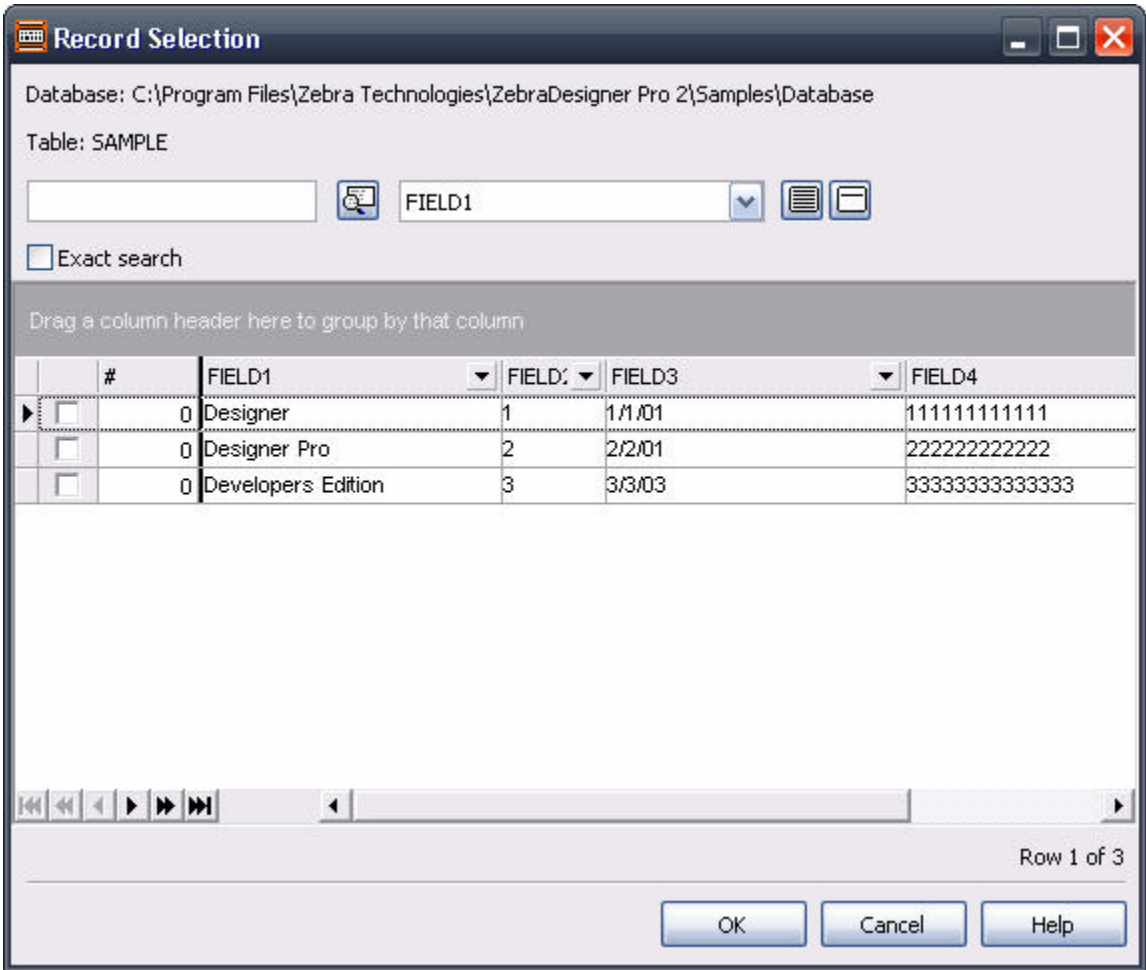 Record Selection
Database: C:\Program Files\Zebra Technologies\ZebraDesigner Pro 2\Samples\Database
Table: SAMPLE
FIELD1
Exact search
Drag a column header here to group by that column
# FIELD1 FIELD2 FIELD3 FIELD4
0 Designer 1 1/1/01 111111111111
0 Designer Pro 2 2/2/01 222222222222
0 Developers Edition 3 3/3/03 33333333333333
Row 1 of 3
OK Cancel Help